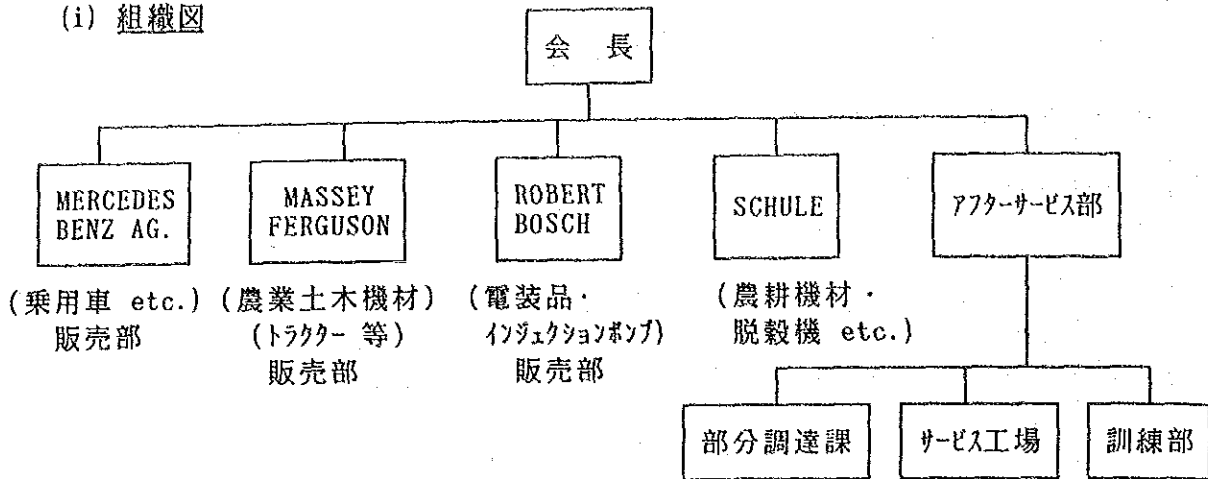 (i) 組織図
会 長
MERCEDES
BENZ AG.
MASSEY
FERGUSON
ROBERT
BOSCH
SCHULE
アフターサービス部
(乗用車 etc.)
販売部
(農業土木機材)
(トラクター 等)
販売部
(電装品・
インジェクションポンプ)
販売部
(農耕機材・
脱穀機 etc.)
部分調達課
サービス工場
訓練部